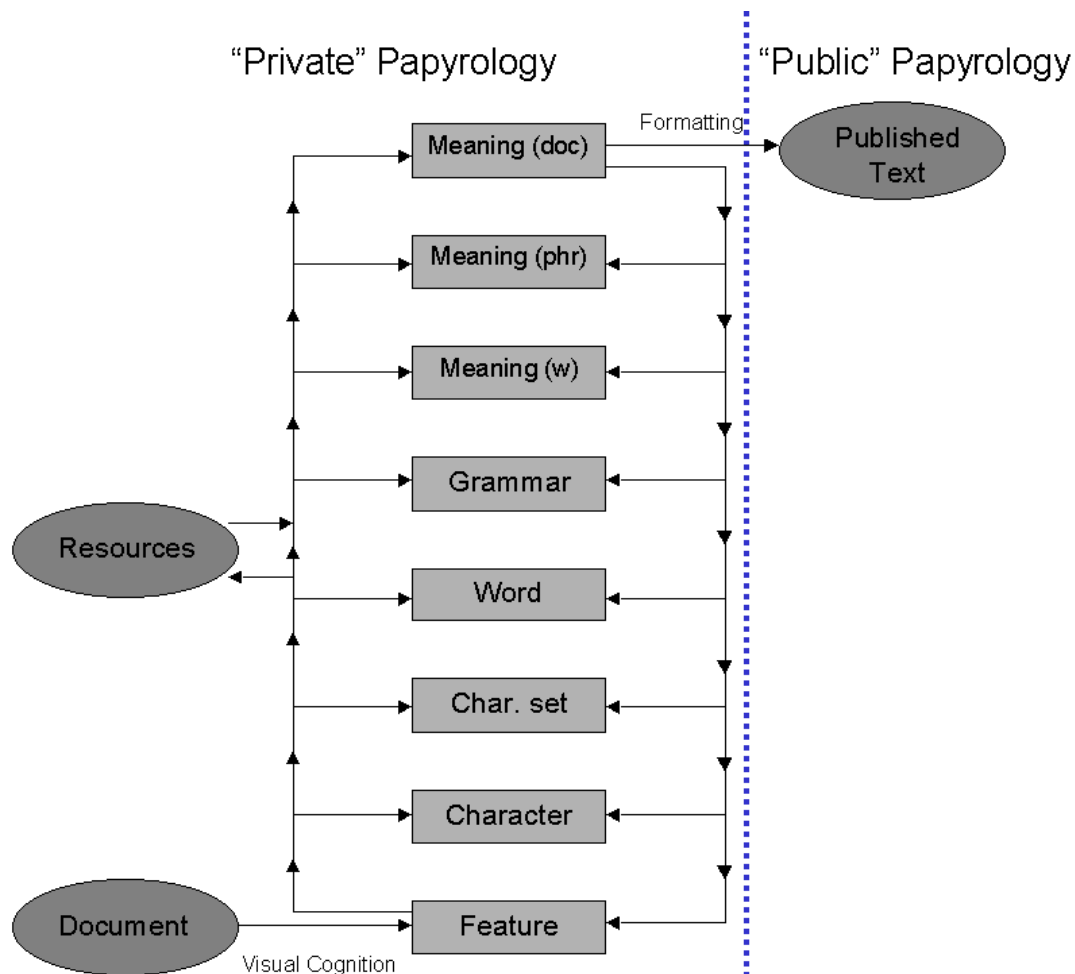 “Private” Papyrology
“Public” Papyrology
Formatting
Meaning (doc)
Published
Text
Meaning (phr)
Meaning (w)
Grammar
Resources
Word
Char. set
Character
Document
Feature
Visual Cognition